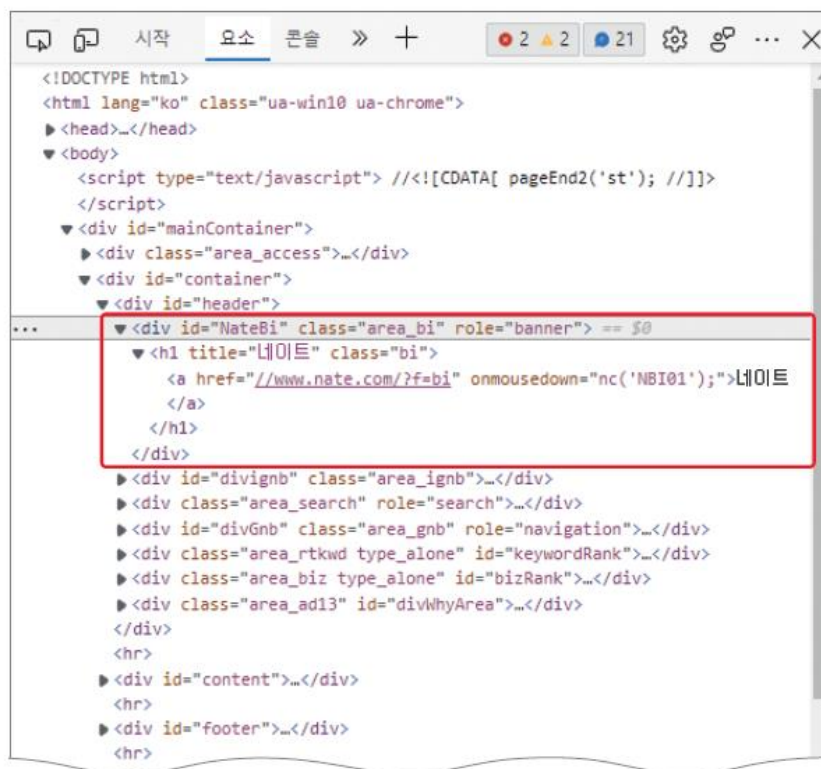 시작 요소 콘솔 » + 2 2 21 ... X
<!DOCTYPE html>
<html lang="ko" class="ua-win10 ua-chrome">
▶<head>…</head>
▼<body>
<script type="text/javascript"> //<![CDATA[ pageEnd2('st'); //]]>
</script>
▼<div id="mainContainer">
▶<div class="area_access">…</div>
▼<div id="container">
▼<div id="header">
... ▼<div id="NateBi" class="area_bi" role="banner"> == $0
▼<h1 title="네이트" class="bi">
<a href="//www.nate.com/?f=bi" onmousedown="nc('NBI01');">네이트
</a>
</h1>
</div>
▶<div id="divignb" class="area_ignb">…</div>
▶<div class="area_search" role="search">…</div>
▶<div id="divGnb" class="area_gnb" role="navigation">…</div>
▶<div class="area_rtkwd type_alone" id="keywordRank">…</div>
▶<div class="area_biz type_alone" id="bizRank">…</div>
▶<div class="area_ad13" id="divWhyArea">…</div>
</div>
<hr>
▶<div id="content">…</div>
<hr>
▶<div id="footer">…</div>
<hr>